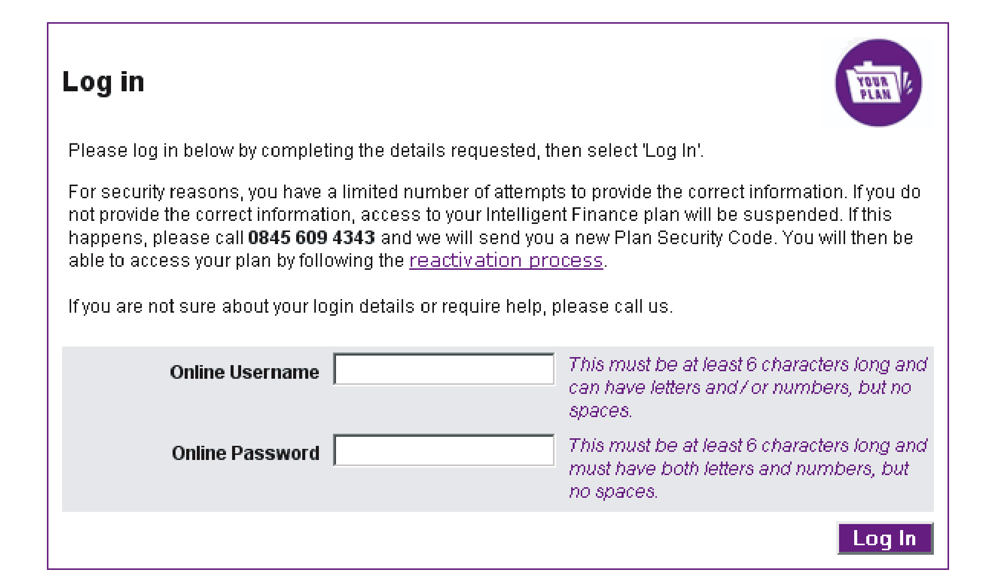 Log in
YOUR
PLAN
Please log in below by completing the details requested, then select 'Log In'.
For security reasons, you have a limited number of attempts to provide the correct information. If you do
not provide the correct information, access to your Intelligent Finance plan will be suspended. If this
happens, please call 0845 609 4343 and we will send you a new Plan Security Code. You will then be
able to access your plan by following the reactivation process.
If you are not sure about your login details or require help, please call us.
Online Username
This must be at least 6 characters long and
can have letters and / or numbers, but no
spaces.
Online Password
This must be at least 6 characters long and
must have both letters and numbers, but
no spaces.
Log In